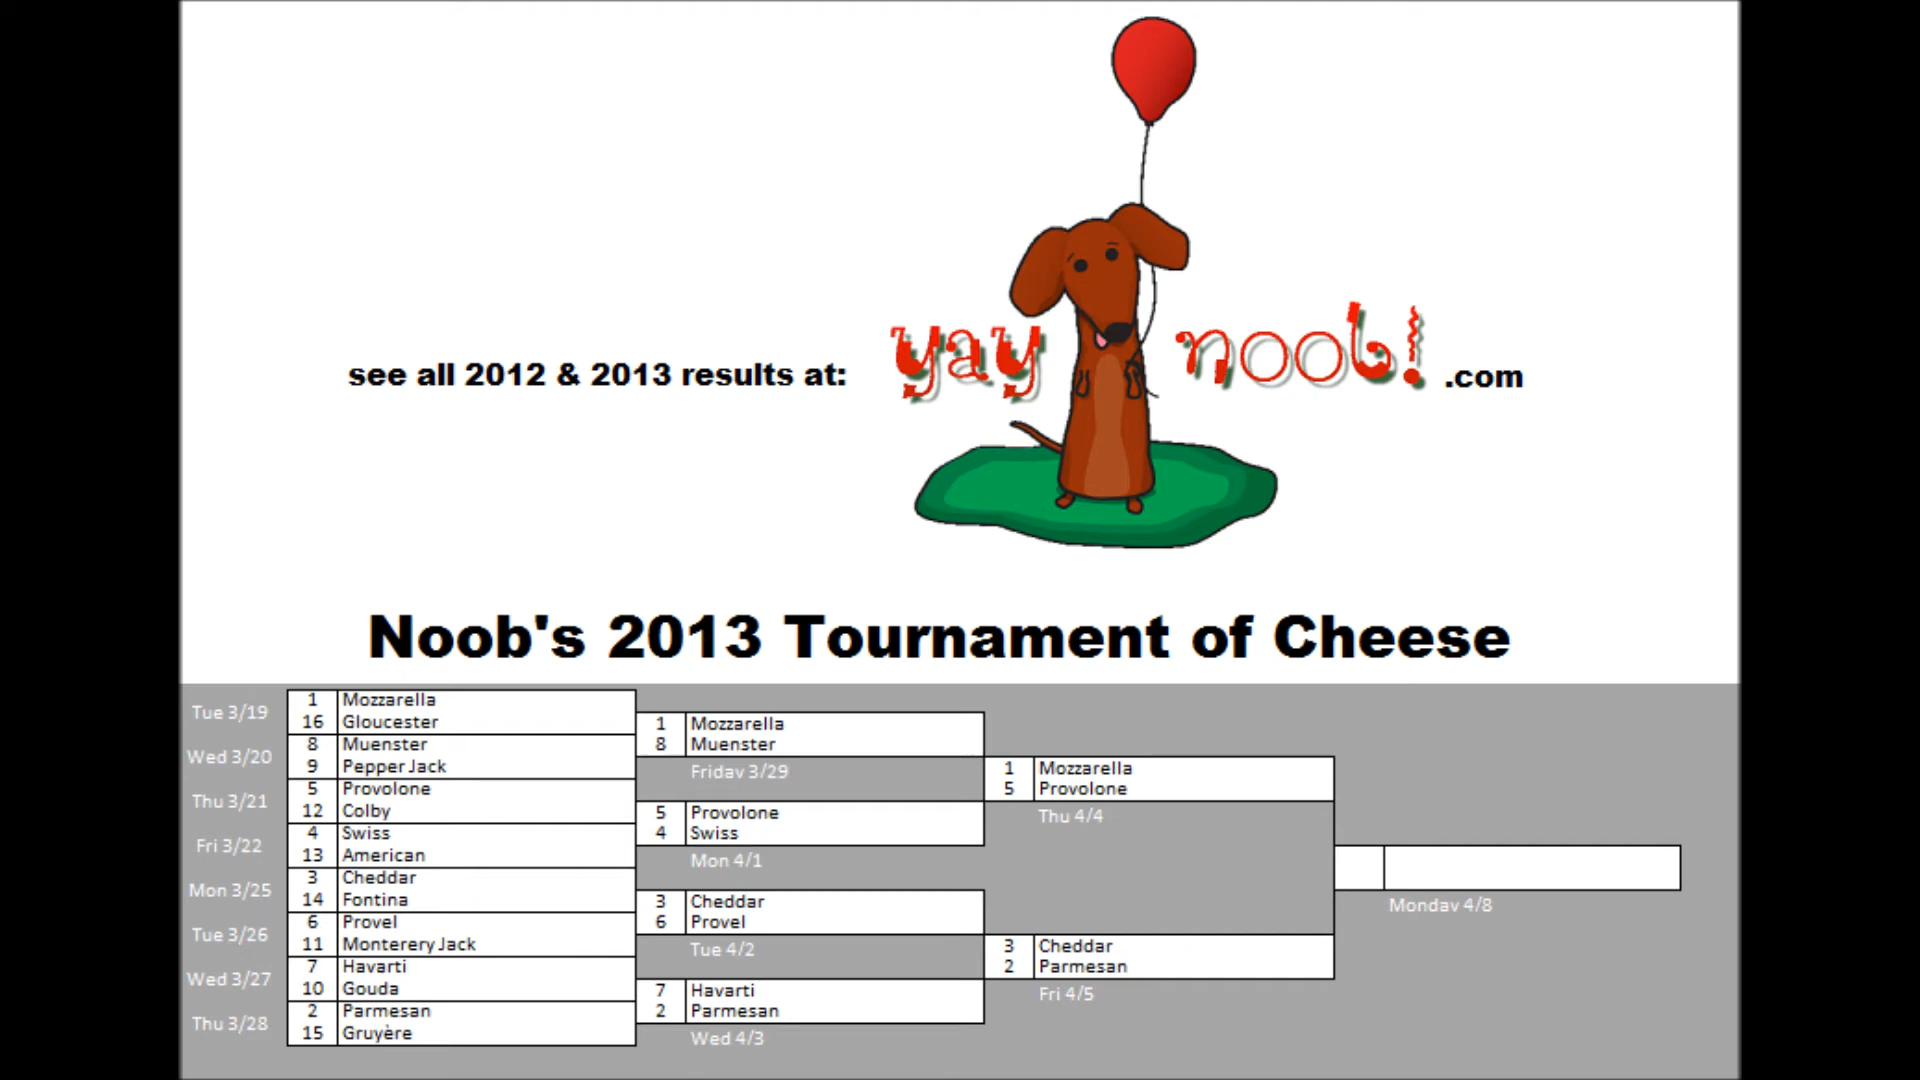 see all 2012 & 2013 results at: yay noob! .com
Noob's 2013 Tournament of Cheese
Tue 3/19
1 Mozzarella
16 Gloucester
Wed 3/20
8 Muenster
9 Pepper Jack
Thu 3/21
5 Provolone
12 Colby
Fri 3/22
4 Swiss
13 American
Mon 3/25
3 Cheddar
14 Fontina
Tue 3/26
6 Provel
11 Monterery Jack
Wed 3/27
7 Havarti
10 Gouda
Thu 3/28
2 Parmesan
15 Gruyère
1 Mozzarella
8 Muenster
Friday 3/29
5 Provolone
4 Swiss
Mon 4/1
3 Cheddar
6 Provel
Tue 4/2
7 Havarti
2 Parmesan
Wed 4/3
1 Mozzarella
5 Provolone
Thu 4/4
3 Cheddar
2 Parmesan
Fri 4/5
Monday 4/8